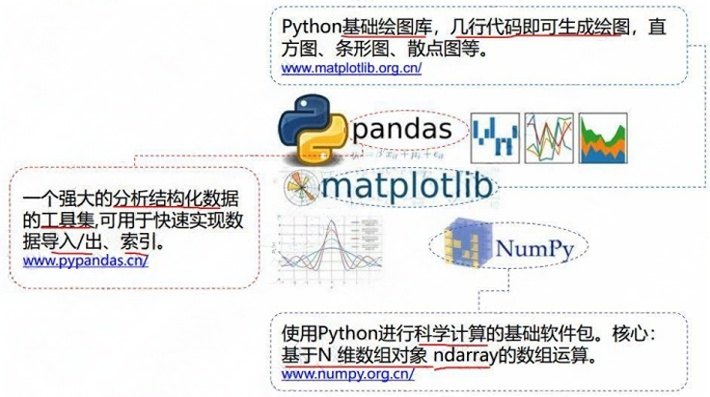 Python基础绘图库，几行代码即可生成绘图，直
方图、条形图、散点图等。
www.matplotlib.org.cn/
pandas
matplotlib
一个强大的分析结构化数据
的工具集,可用于快速实现数
据导入/出、索引。
www.pypandas.cn/
NumPy
使用Python进行科学计算的基础软件包。核心：
基于N 维数组对象 ndarray的数组运算。
www.numpy.org.cn/